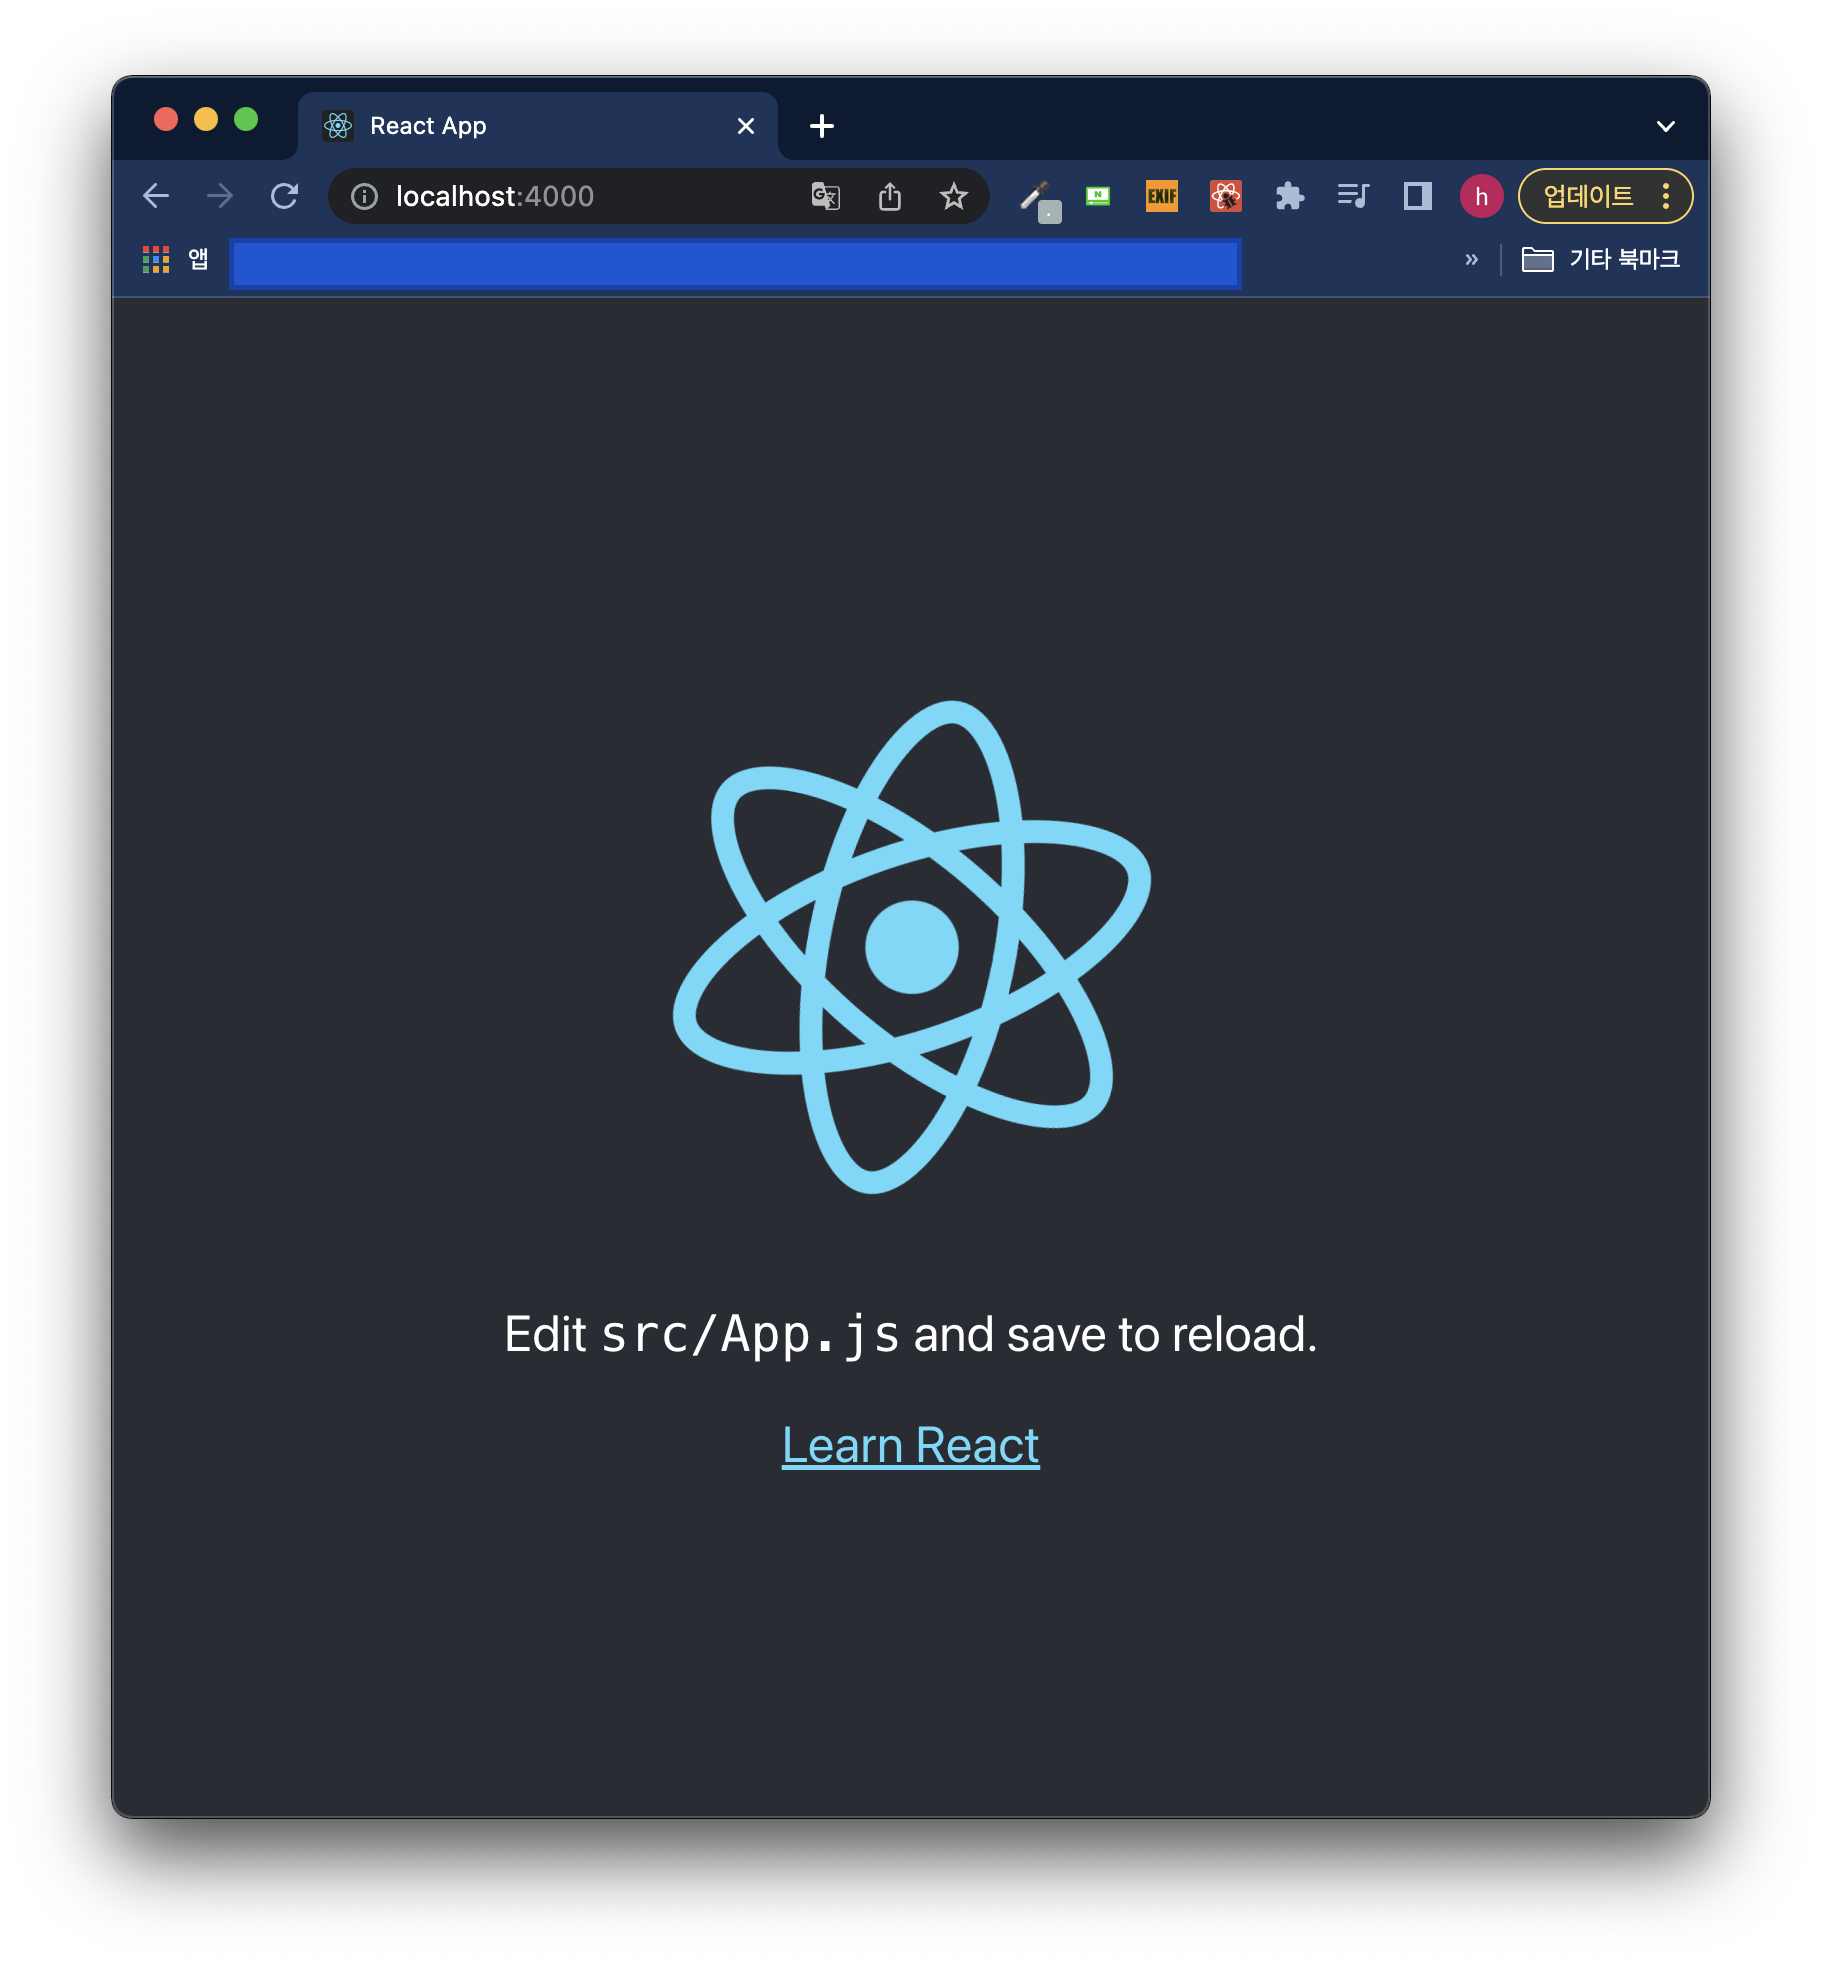 React App
localhost:4000
EXIF
h
업데이트
앱
»
기타 북마크
Edit src/App.js and save to reload.
Learn React